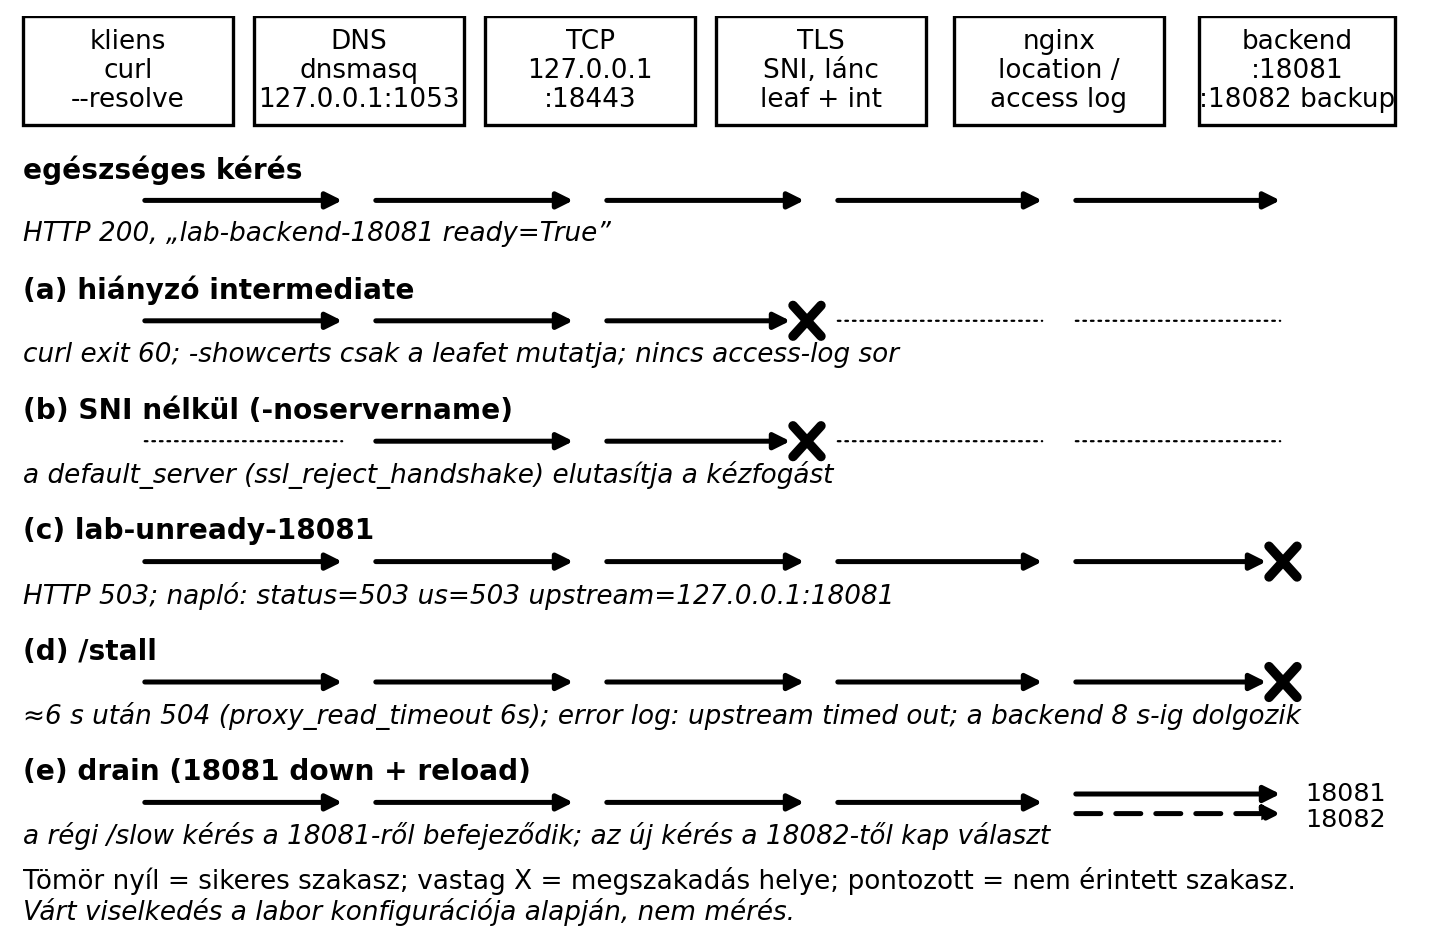 kliens
curl
--resolve
DNS
dnsmasq
127.0.0.1:1053
TCP
127.0.0.1
:18443
TLS
SNI, lánc
leaf + int
nginx
location /
access log
backend
:18081
:18082 backup
egészséges kérés
HTTP 200, „lab-backend-18081 ready=True”
(a) hiányzó intermediate
curl exit 60; -showcerts csak a leafet mutatja; nincs access-log sor
(b) SNI nélkül (-noservername)
a default_server (ssl_reject_handshake) elutasítja a kézfogást
(c) lab-unready-18081
HTTP 503; napló: status=503 us=503 upstream=127.0.0.1:18081
(d) /stall
≈6 s után 504 (proxy_read_timeout 6s); error log: upstream timed out; a backend 8 s-ig dolgozik
(e) drain (18081 down + reload)
18081
18082
a régi /slow kérés a 18081-ről befejeződik; az új kérés a 18082-től kap választ
Tömör nyíl = sikeres szakasz; vastag X = megszakadás helye; pontozott = nem érintett szakasz.
Várt viselkedés a labor konfigurációja alapján, nem mérés.